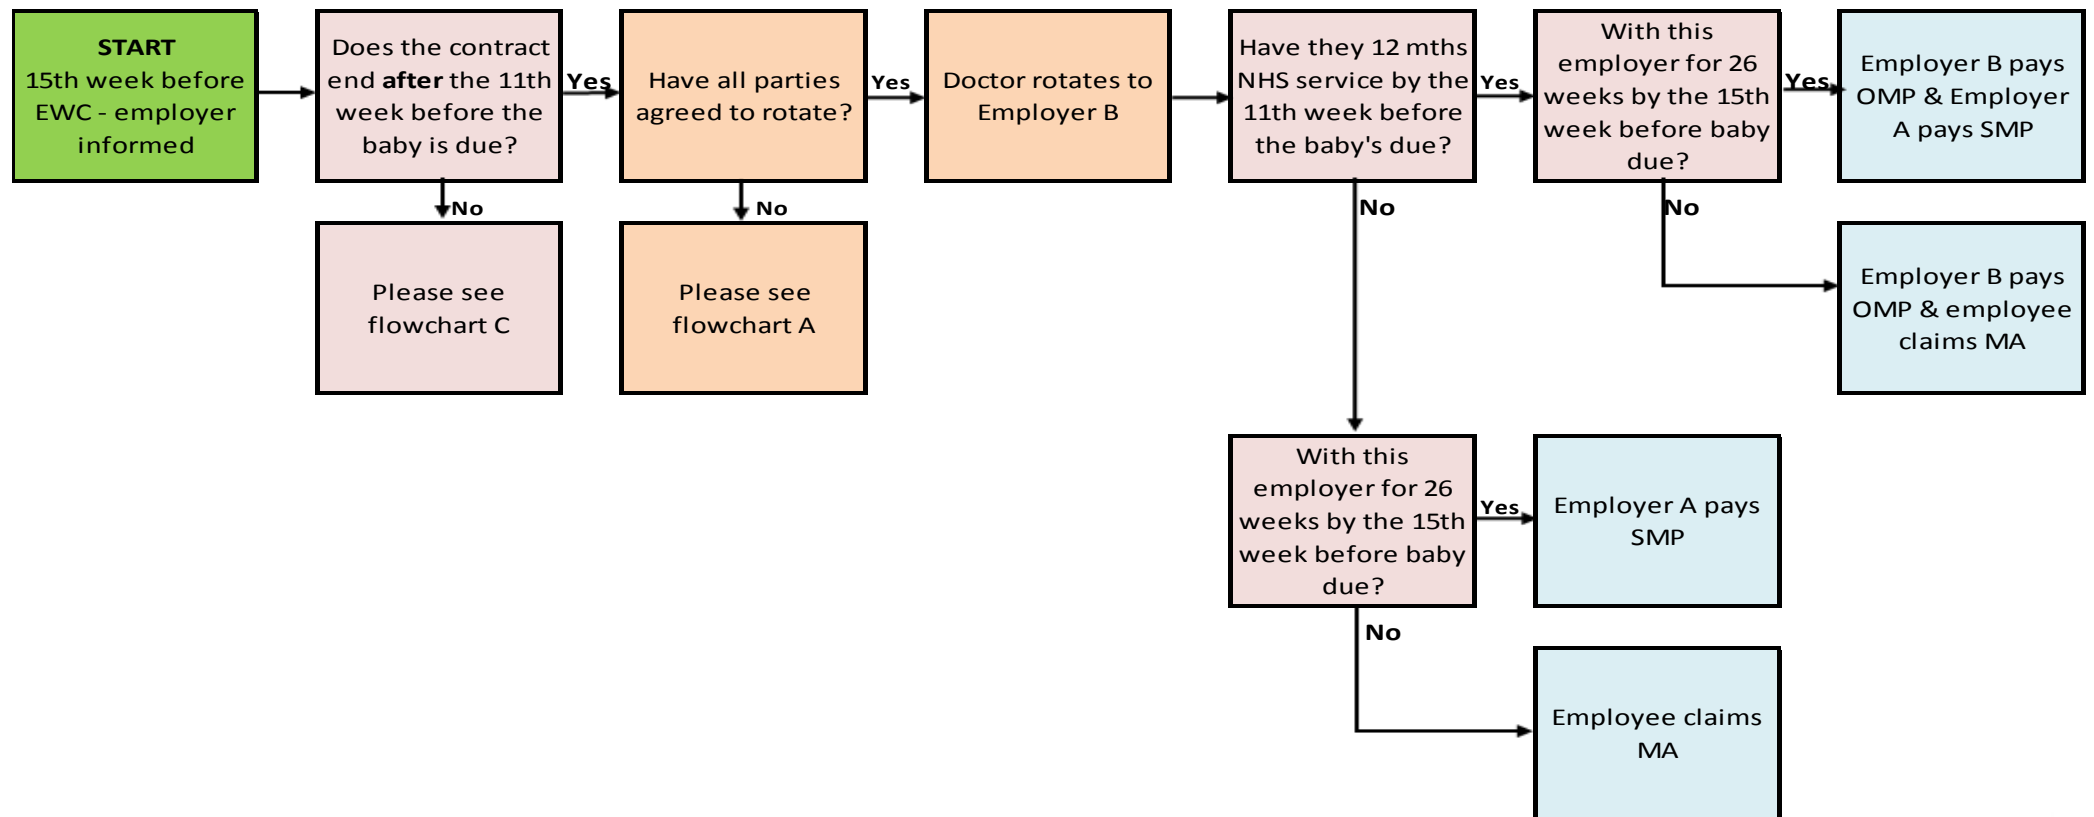 START
15th week before
EWC - employer
informed
Does the contract
end after the 11th
week before the
baby is due?
Yes
Have all parties
agreed to rotate?
Yes
Doctor rotates to
Employer B
Have they 12 mths
NHS service by the
11th week before
the baby's due?
Yes
With this
employer for 26
weeks by the 15th
week before baby
due?
Yes
Employer B pays
OMP & Employer
A pays SMP
No
Please see
flowchart C
No
Please see
flowchart A
No
No
Employer B pays
OMP & employee
claims MA
With this
employer for 26
weeks by the 15th
week before baby
due?
Yes
Employer A pays
SMP
No
Employee claims
MA